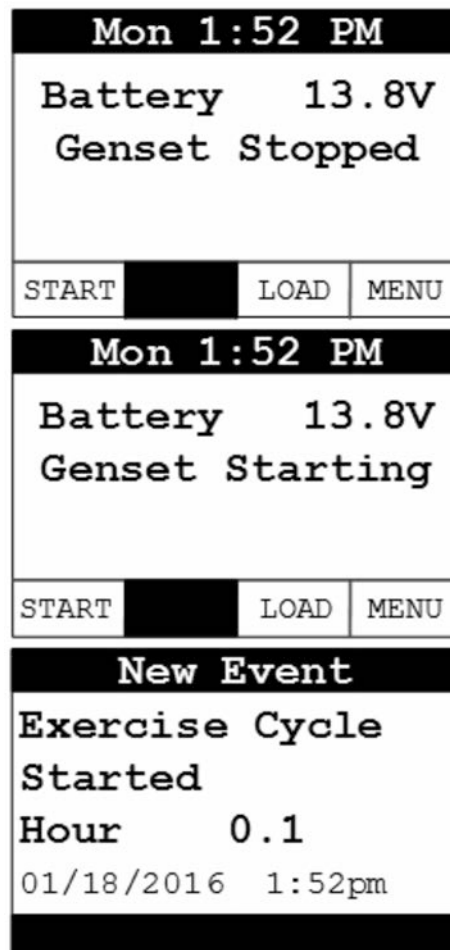 Mon 1:52 PM
Battery 13.8V
Genset Stopped
START LOAD MENU
Mon 1:52 PM
Battery 13.8V
Genset Starting
START LOAD MENU
New Event
Exercise Cycle
Started
Hour 0.1
01/18/2016 1:52pm